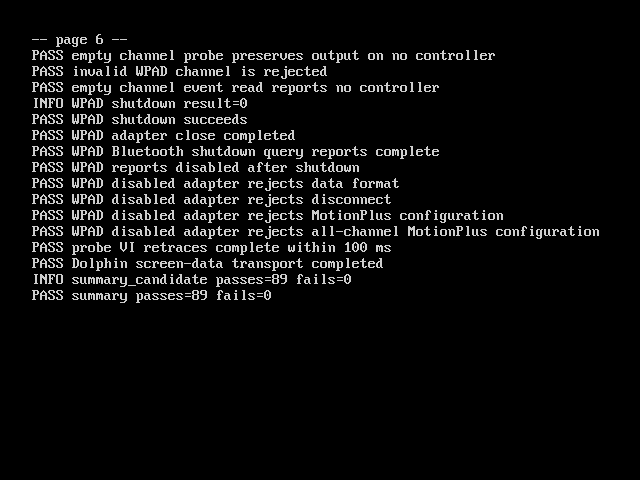 -- page 6 --
PASS empty channel probe preserves output on no controller
PASS invalid WPAD channel is rejected
PASS empty channel event read reports no controller
INFO WPAD shutdown result=0
PASS WPAD shutdown succeeds
PASS WPAD adapter close completed
PASS WPAD Bluetooth shutdown query reports complete
PASS WPAD reports disabled after shutdown
PASS WPAD disabled adapter rejects data format
PASS WPAD disabled adapter rejects disconnect
PASS WPAD disabled adapter rejects MotionPlus configuration
PASS WPAD disabled adapter rejects all-channel MotionPlus configuration
PASS probe VI retraces complete within 100 ms
PASS Dolphin screen-data transport completed
INFO summary_candidate passes=89 fails=0
PASS summary passes=89 fails=0